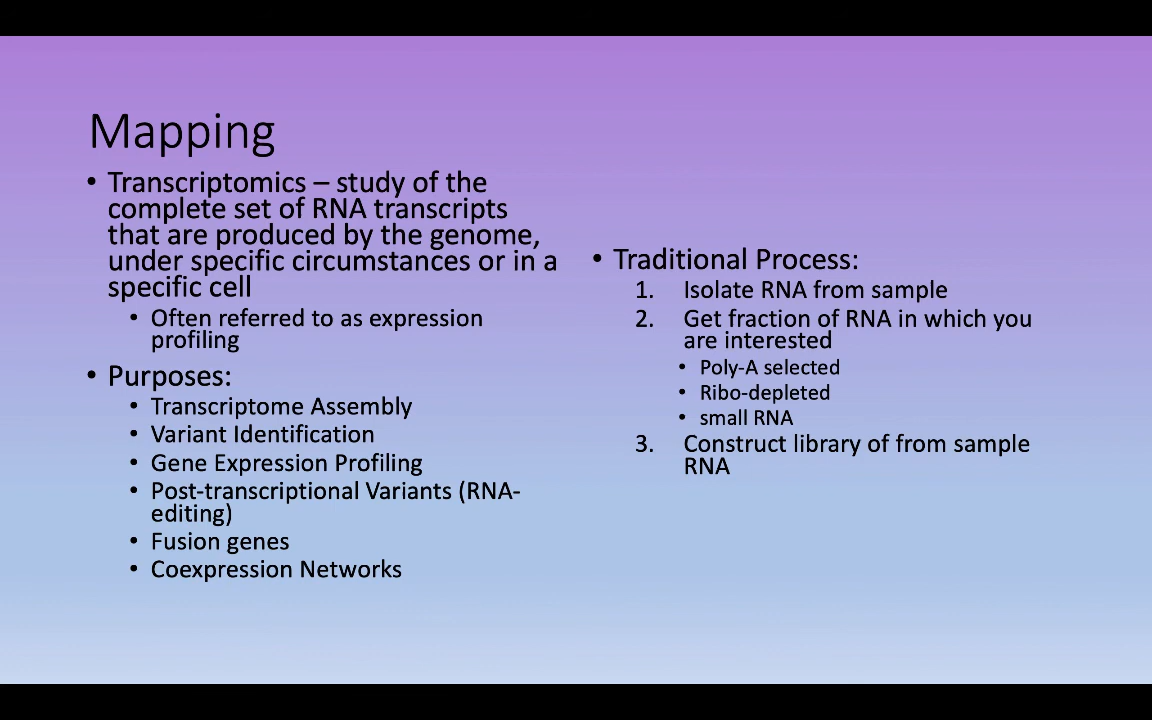 Mapping
• Transcriptomics – study of the
complete set of RNA transcripts
that are produced by the genome,
under specific circumstances or in a
specific cell
• Often referred to as expression
profiling
• Purposes:
• Transcriptome Assembly
• Variant Identification
• Gene Expression Profiling
• Post-transcriptional Variants (RNA-
editing)
• Fusion genes
• Coexpression Networks
• Traditional Process:
1. Isolate RNA from sample
2. Get fraction of RNA in which you
are interested
• Poly-A selected
• Ribo-depleted
• small RNA
3. Construct library of from sample
RNA